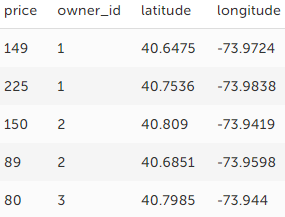 price owner_id latitude longitude
149 1 40.6475 -73.9724
225 1 40.7536 -73.9838
150 2 40.809 -73.9419
89 2 40.6851 -73.9598
80 3 40.7985 -73.944